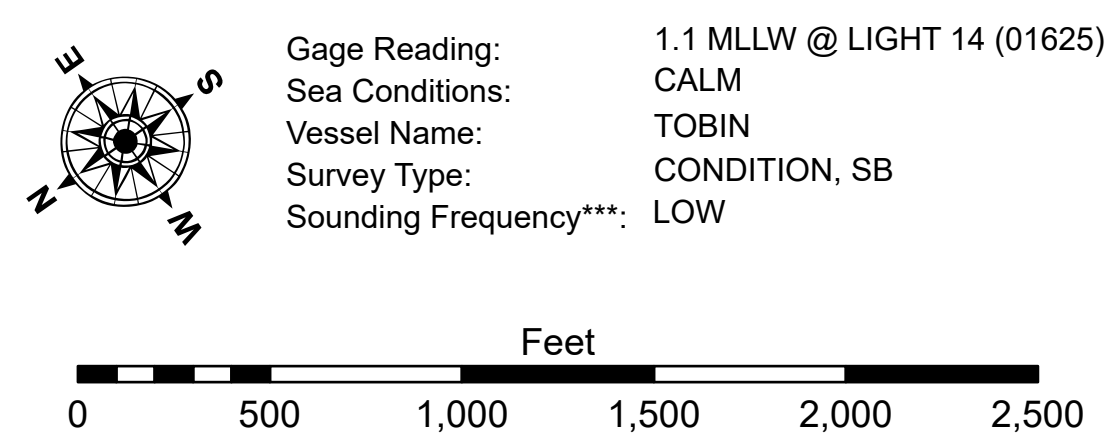 E
S
N
W
Gage Reading: 1.1 MLLW @ LIGHT 14 (01625)
Sea Conditions: CALM
Vessel Name: TOBIN
Survey Type: CONDITION, SB
Sounding Frequency***: LOW
Feet
0 500 1,000 1,500 2,000 2,500